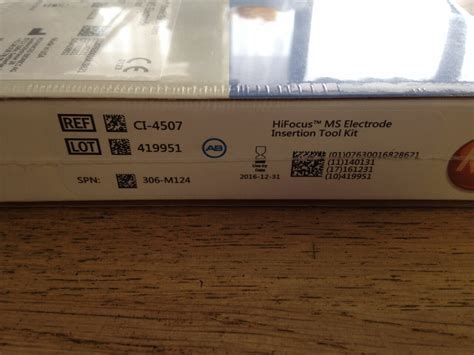 REF CI-4507
LOT 419951
SPN: 306-M124
AB
2016-12-31
HiFocus™ MS Electrode
Insertion Tool Kit
(01)07630016828671
(11)140131
(17)161231
(10)419951